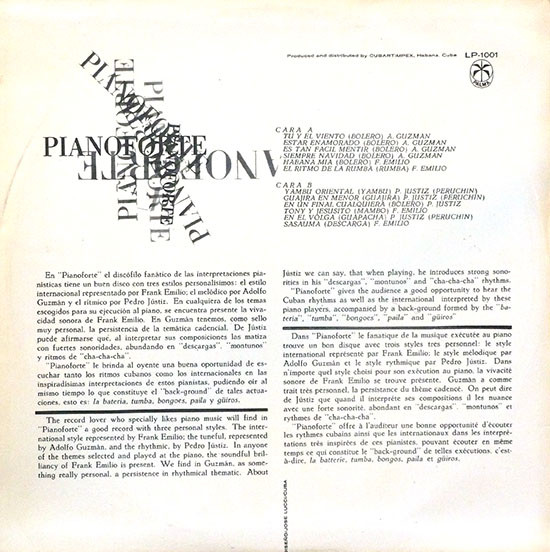 Produced and distributed by CUBARTIMPEX, Habana, Cuba LP-1001
PALMA
PIANOFORTE
PIANOFORTE
PIANOFORTE
PIANOFORTE
PIANOFORTE
PIANOFORTE
CARA A
TU Y EL VIENTO (BOLERO) A. GUZMAN
ESTAR ENAMORADO (BOLERO) A. GUZMAN
ES TAN FACIL MENTIR (BOLERO) A. GUZMAN
SIEMPRE NAVIDAD (BOLERO) A. GUZMAN
HABANA MIA (BOLERO) F. EMILIO
EL RITMO DE LA RUMBA (RUMBA) F. EMILIO
CARA B
YAMBU ORIENTAL (YAMBU) P. JUSTIZ (PERUCHIN)
GUAJIRA EN MENOR (GUAJIRA) P. JUSTIZ (PERUCHIN)
EN UN FINAL CUALQUIERA (BOLERO) P. JUSTIZ
TONY Y JESUSITO (MAMBO) F. EMILIO
EN EL VOLGA (GUAPACHA) P. JUSTIZ (PERUCHIN)
SASAUMA (DESCARGA) F. EMILIO
En "Pianoforte" el discófilo fanático de las interpretaciones pia-
nísticas tiene un buen disco con tres estilos personalísimos: el estilo
internacional representado por Frank Emilio; el melódico por Adolfo
Guzmán y el rítmico por Pedro Jústiz. En cualquiera de los temas
escogidos para su ejecución al piano, se encuentra presente la viva-
cidad sonora de Frank Emilio. En Guzmán tenemos, como sello
muy personal, la persistencia de la temática cadencial. De Jústiz
puede afirmarse que, al interpretar sus composiciones las matiza
con fuertes sonoridades, abundando en "descargas", "montunos"
y ritmos de "cha-cha-cha".
"Pianoforte" le brinda al oyente una buena oportunidad de es-
cuchar tanto los ritmos cubanos como los internacionales en las
inspiradísimas interpretaciones de estos pianistas, pudiendo oir al
mismo tiempo lo que constituye el "back-ground" de tales actua-
ciones, esto es: la batería, tumba, bongoes, paila y güiros.
The record lover who specially likes piano music will find in
"Pianoforte" a good record with three personal styles. The inter-
national style represented by Frank Emilio; the tuneful, represented
by Adolfo Guzmán, and the rhythmic, by Pedro Jústiz. In anyone
of the themes selected and played at the piano, the soundful bril-
liancy of Frank Emilio is present. We find in Guzmán, as some-
thing really personal, a persistence in rhythmical thematic. About
Jústiz we can say, that when playing, he introduces strong sono-
rities in his "descargas", "montunos" and "cha-cha-cha" rhythms.
"Pianoforte" gives the audience a good opportunity to hear the
Cuban rhythms as well as the international interpreted by these
piano players, accompanied by a back-ground formed by the "ba-
tería", "tumba", "bongoes", "paila" and "güiros"
Dans "Pianoforte" le fanatique de la musique exécutée au piano
trouve un bon disque avec trois styles tres personnel: le style
international représenté par Frank Emilio; le style melodique par
Adolfo Guzmán et le style rythmique par Pedro Jústiz. Dans
n'importe quel style choisi pour son exécution au piano, la vivacité
sonore de Frank Emilio se trouve présente. Guzmán a comme
trait tres personnel, la persistance du thème cadencé. On peut dire
de Jústiz que quand il interpréte ses compositions il les nuance
avec une forte sonorité, abondant en "descargas", "montunos" et
rythmes de "cha-cha-cha".
"Pianoforte" offre à l'auditeur une bonne opportunité d'écouter
les rythmes cubains ainsi que les internationaux dans les interpré-
tations très inspirées de ces pianistes, pouvant écouter en même
temps ce qui constitue le "back-ground" de telles exécutions, c'est-
à-dire, la batterie, tumba, bongos, paila et güiros.